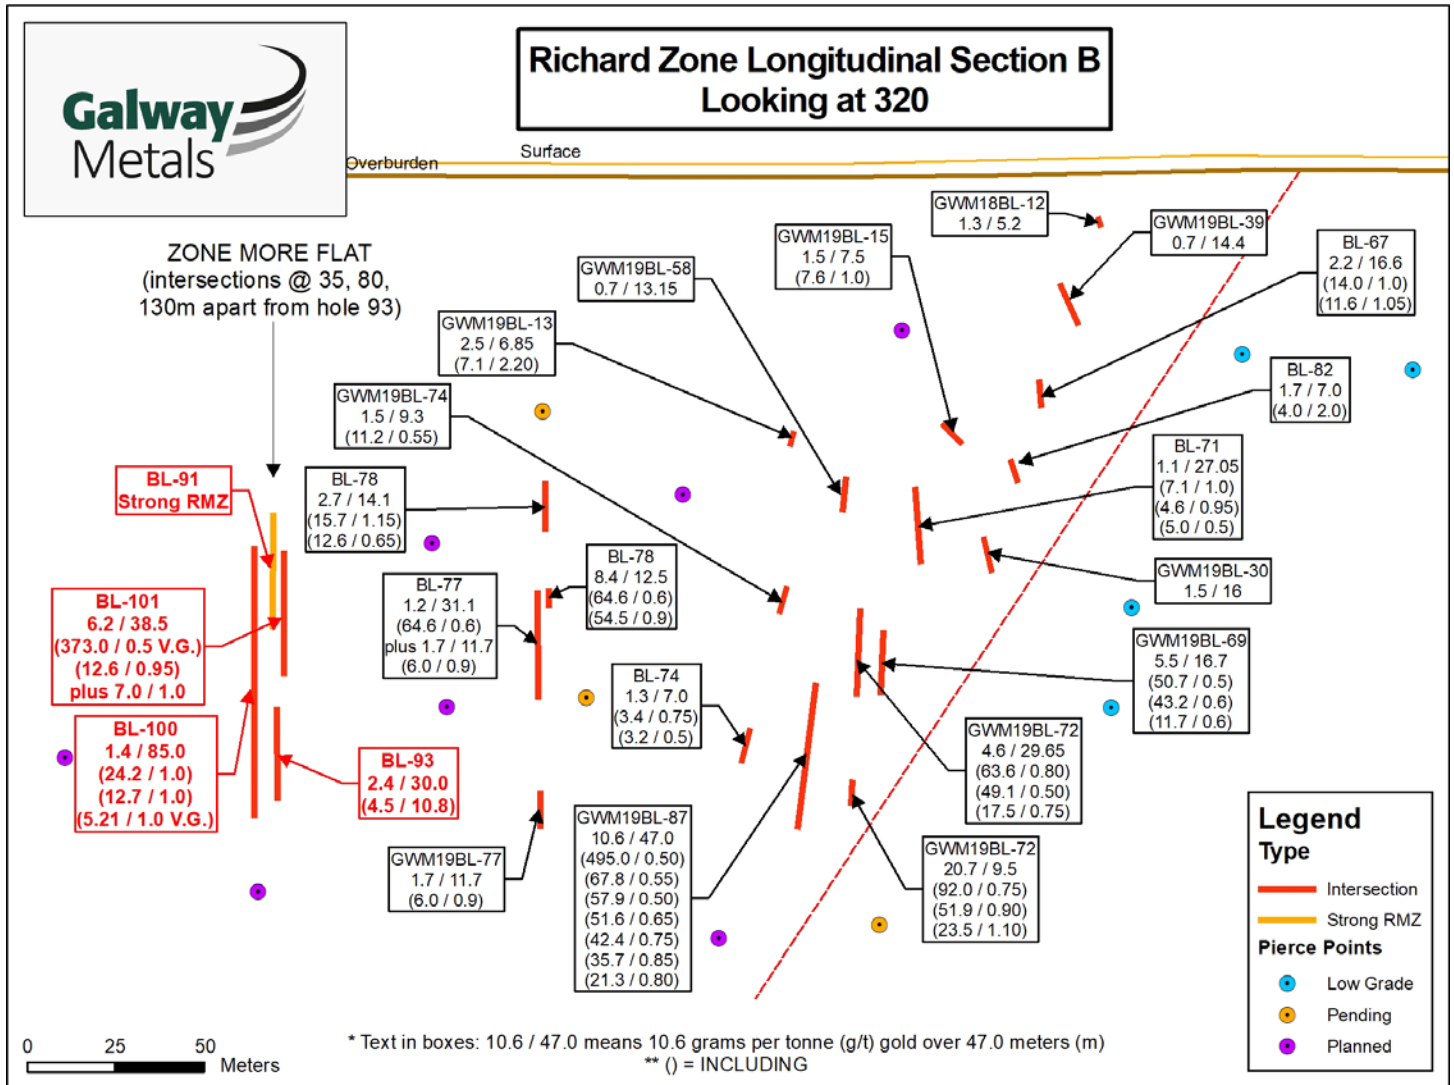 Galway
Metals
Richard Zone Longitudinal Section B
Looking at 320
Surface
Overburden
ZONE MORE FLAT
(intersections @ 35, 80,
130m apart from hole 93)
GWM18BL-12
1.3 / 5.2
GWM19BL-39
0.7 / 14.4
GWM19BL-15
1.5 / 7.5
(7.6 / 1.0)
BL-67
2.2 / 16.6
(14.0 / 1.0)
(11.6 / 1.05)
GWM19BL-58
0.7 / 13.15
GWM19BL-13
2.5 / 6.85
(7.1 / 2.20)
BL-82
1.7 / 7.0
(4.0 / 2.0)
GWM19BL-74
1.5 / 9.3
(11.2 / 0.55)
BL-71
1.1 / 27.05
(7.1 / 1.0)
(4.6 / 0.95)
(5.0 / 0.5)
BL-91
Strong RMZ
BL-78
2.7 / 14.1
(15.7 / 1.15)
(12.6 / 0.65)
BL-78
8.4 / 12.5
(64.6 / 0.6)
(54.5 / 0.9)
GWM19BL-30
1.5 / 16
BL-77
1.2 / 31.1
(64.6 / 0.6)
plus 1.7 / 11.7
(6.0 / 0.9)
BL-101
6.2 / 38.5
(373.0 / 0.5 V.G.)
(12.6 / 0.95)
plus 7.0 / 1.0
GWM19BL-69
5.5 / 16.7
(50.7 / 0.5)
(43.2 / 0.6)
(11.7 / 0.6)
BL-74
1.3 / 7.0
(3.4 / 0.75)
(3.2 / 0.5)
BL-100
1.4 / 85.0
(24.2 / 1.0)
(12.7 / 1.0)
(5.21 / 1.0 V.G.)
BL-93
2.4 / 30.0
(4.5 / 10.8)
GWM19BL-72
4.6 / 29.65
(63.6 / 0.80)
(49.1 / 0.50)
(17.5 / 0.75)
GWM19BL-87
10.6 / 47.0
(495.0 / 0.50)
(67.8 / 0.55)
(57.9 / 0.50)
(51.6 / 0.65)
(42.4 / 0.75)
(35.7 / 0.85)
(21.3 / 0.80)
GWM19BL-77
1.7 / 11.7
(6.0 / 0.9)
GWM19BL-72
20.7 / 9.5
(92.0 / 0.75)
(51.9 / 0.90)
(23.5 / 1.10)
Legend
Type
Intersection
Strong RMZ
Pierce Points
Low Grade
Pending
Planned
0 25 50
Meters
* Text in boxes: 10.6 / 47.0 means 10.6 grams per tonne (g/t) gold over 47.0 meters (m)
** () = INCLUDING